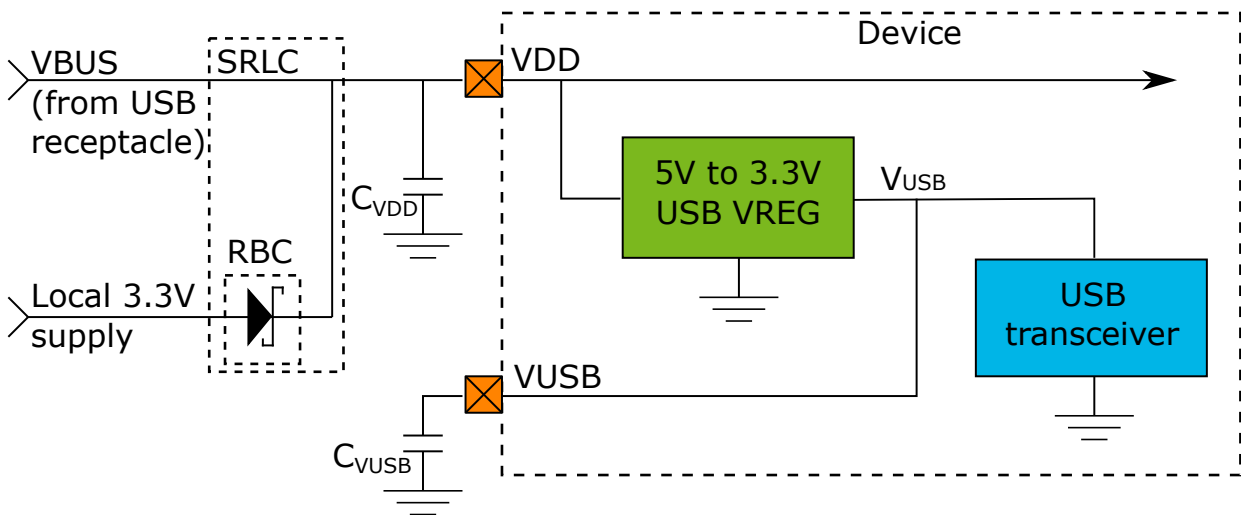 Device
VBUS
(from USB
receptacle)
SRLC
VDD
5V to 3.3V
USB VREG
VUSB
CVDD
RBC
Local 3.3V
supply
USB
transceiver
VUSB
CVUSB